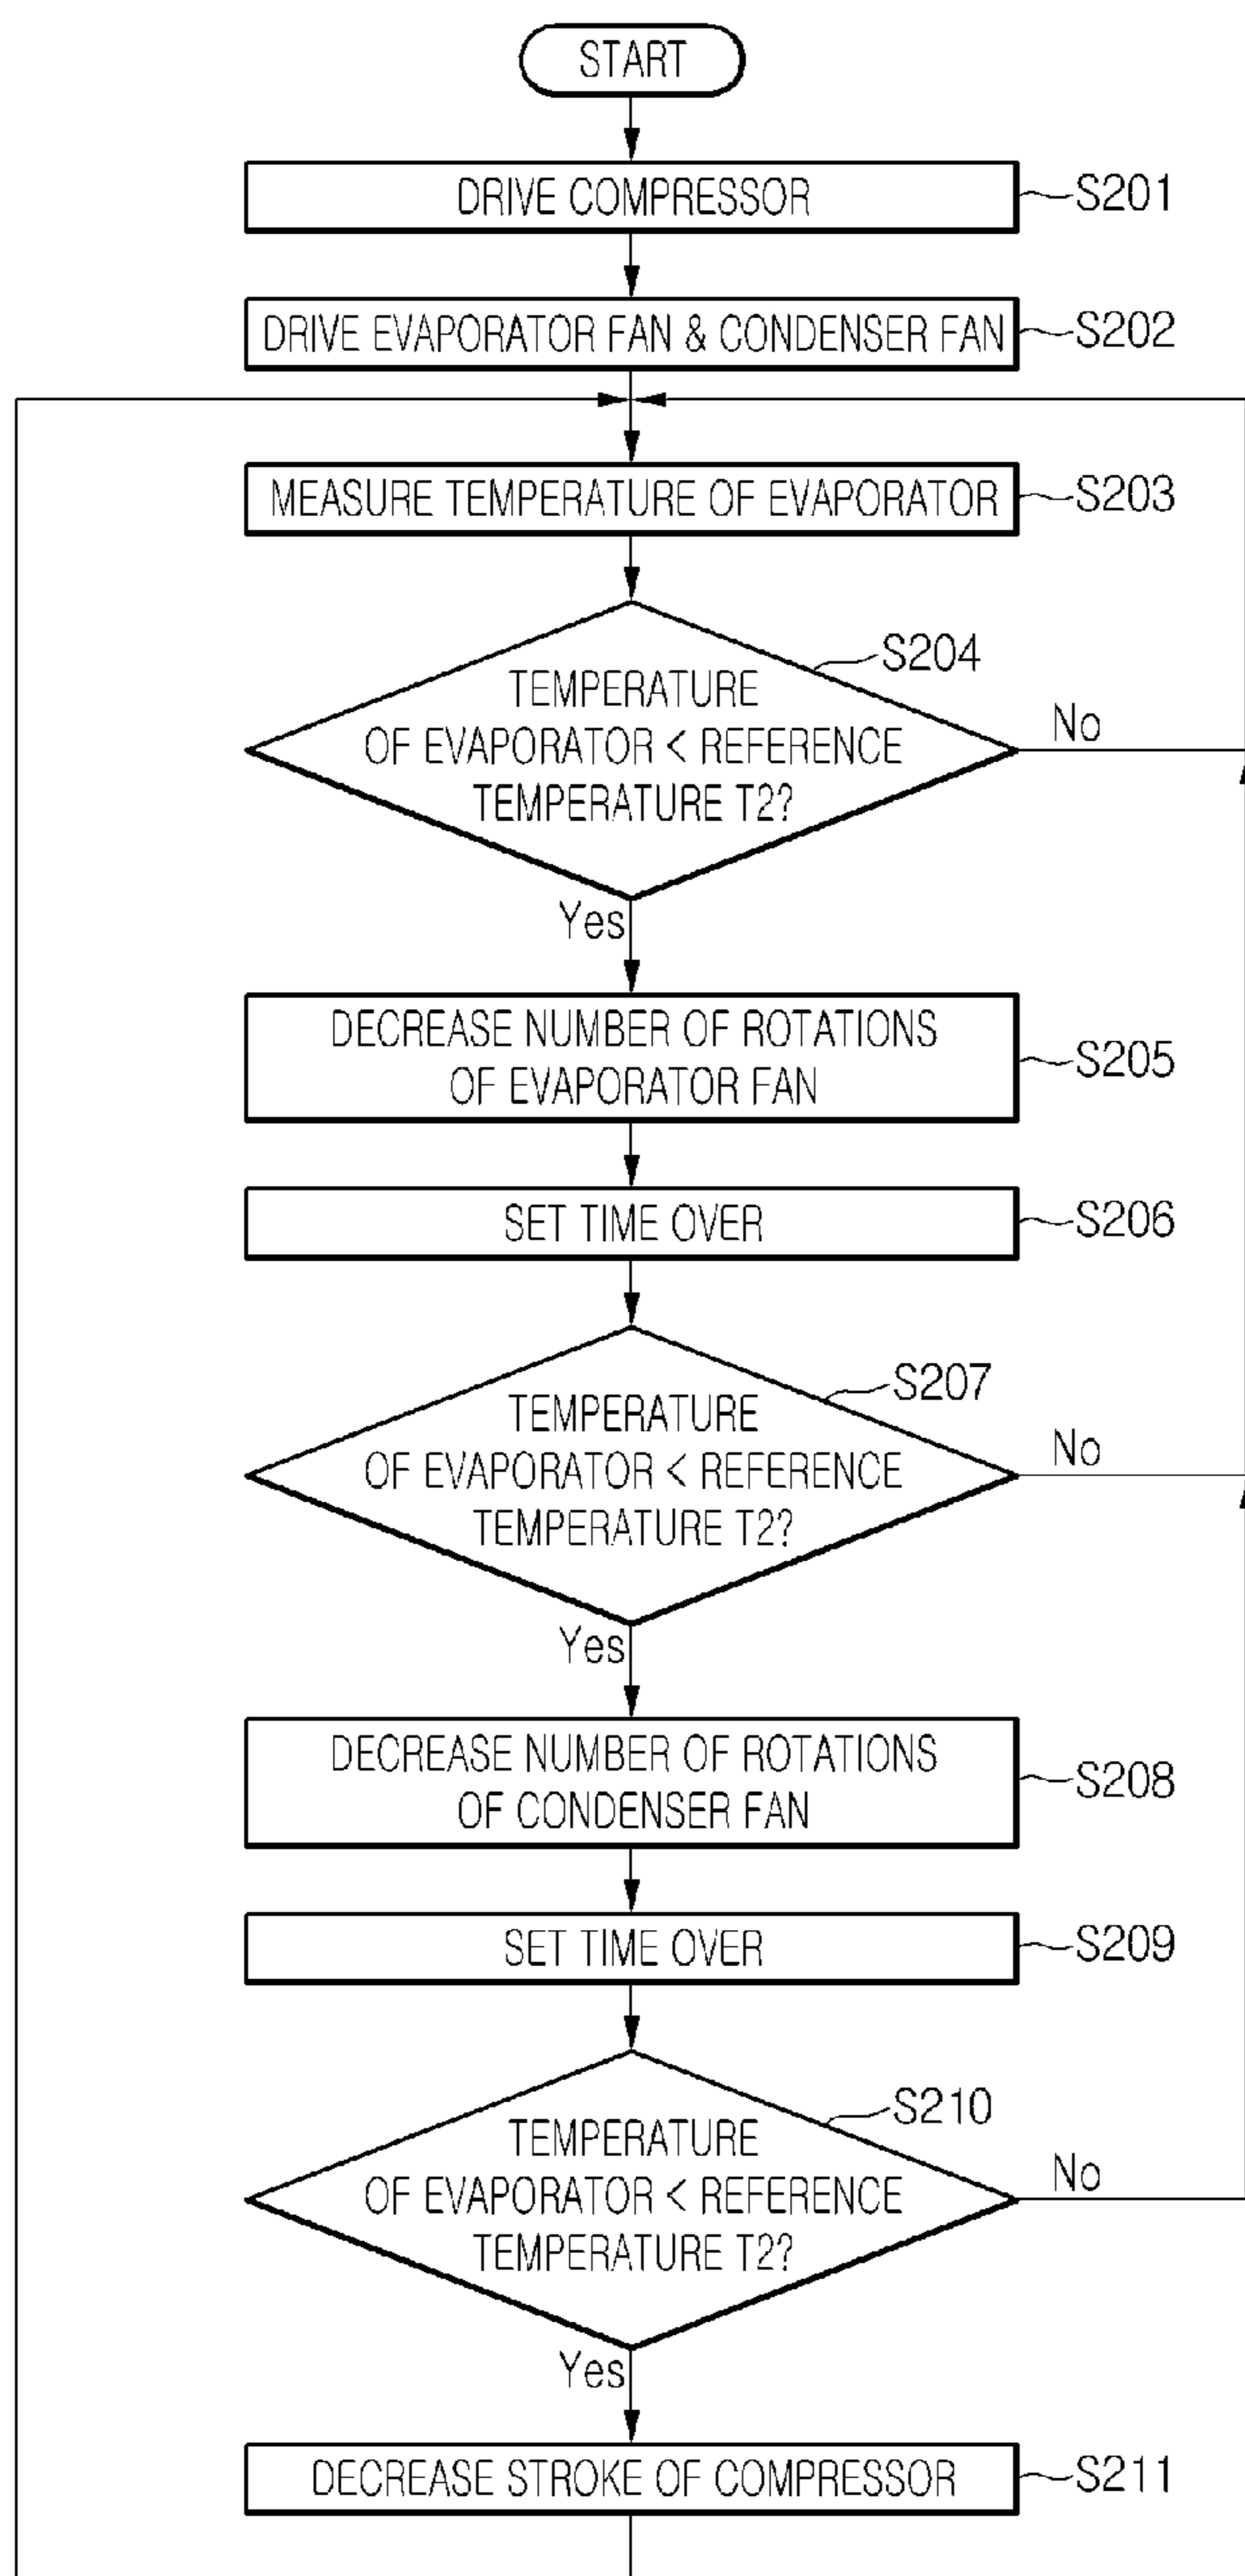 START
DRIVE COMPRESSOR
S201
DRIVE EVAPORATOR FAN & CONDENSER FAN
S202
MEASURE TEMPERATURE OF EVAPORATOR
S203
S204
TEMPERATURE
OF EVAPORATOR < REFERENCE
TEMPERATURE T2?
No
Yes
DECREASE NUMBER OF ROTATIONS
OF EVAPORATOR FAN
S205
SET TIME OVER
S206
S207
TEMPERATURE
OF EVAPORATOR < REFERENCE
TEMPERATURE T2?
No
Yes
DECREASE NUMBER OF ROTATIONS
OF CONDENSER FAN
S208
SET TIME OVER
S209
S210
TEMPERATURE
OF EVAPORATOR < REFERENCE
TEMPERATURE T2?
No
Yes
DECREASE STROKE OF COMPRESSOR
S211